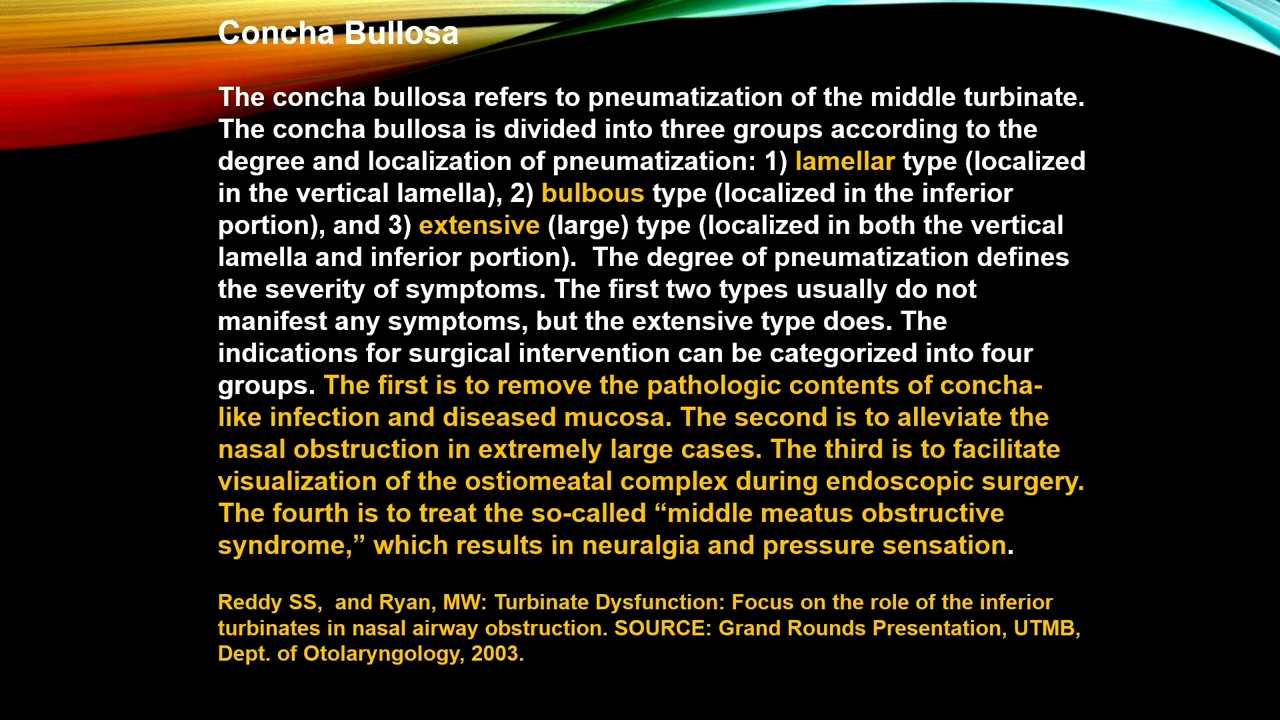 Concha Bullosa
The concha bullosa refers to pneumatization of the middle turbinate.
The concha bullosa is divided into three groups according to the
degree and localization of pneumatization: 1) lamellar type (localized
in the vertical lamella), 2) bulbous type (localized in the inferior
portion), and 3) extensive (large) type (localized in both the vertical
lamella and inferior portion).  The degree of pneumatization defines
the severity of symptoms. The first two types usually do not
manifest any symptoms, but the extensive type does. The
indications for surgical intervention can be categorized into four
groups. The first is to remove the pathologic contents of concha-
like infection and diseased mucosa. The second is to alleviate the
nasal obstruction in extremely large cases. The third is to facilitate
visualization of the ostiomeatal complex during endoscopic surgery.
The fourth is to treat the so-called “middle meatus obstructive
syndrome,” which results in neuralgia and pressure sensation.
Reddy SS,  and Ryan, MW: Turbinate Dysfunction: Focus on the role of the inferior
turbinates in nasal airway obstruction. SOURCE: Grand Rounds Presentation, UTMB,
Dept. of Otolaryngology, 2003.